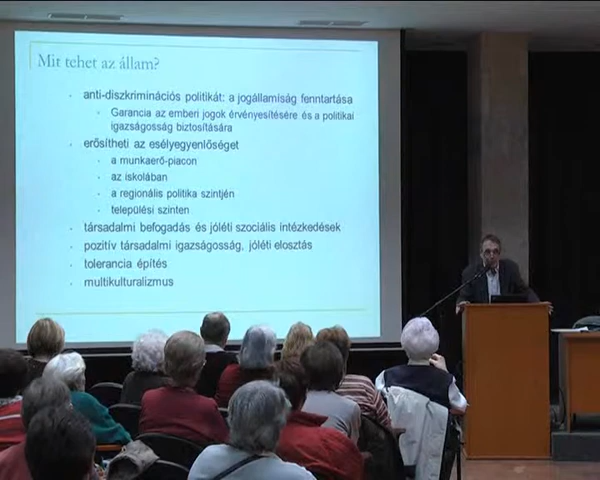 Mit tehet az állam?
anti-diszkriminációs politikát: a jogállamiság fenntartása
Garancia az emberi jogok érvényesítésére és a politikai
igazságosság biztosítására
erősítheti az esélyegyenlőséget
a munkaerő-piacon
az iskolában
a regionális politika szintjén
települési szinten
társadalmi befogadás és jóléti szociális intézkedések
pozitív társadalmi igazságosság, jóléti elosztás
tolerancia építés
multikulturalizmus